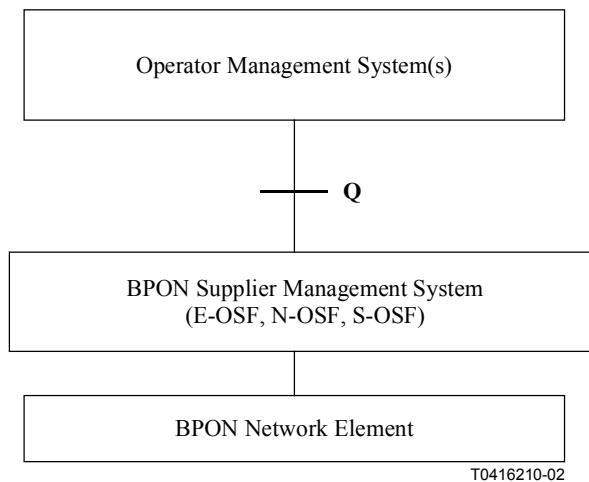 Operator Management System(s)
Q
BPON Supplier Management System
(E-OSF, N-OSF, S-OSF)
BPON Network Element
T0416210-02